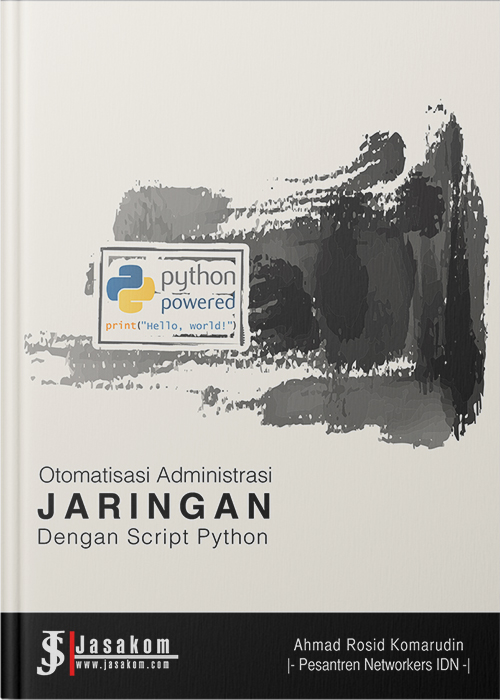 python
powered
print("Hello, world!")
Otomatisasi Administrasi
JARINGAN
Dengan Script Python
JS Jasakom
www.jasakom.com
Ahmad Rosid Komarudin
|- Pesantren Networkers IDN -|